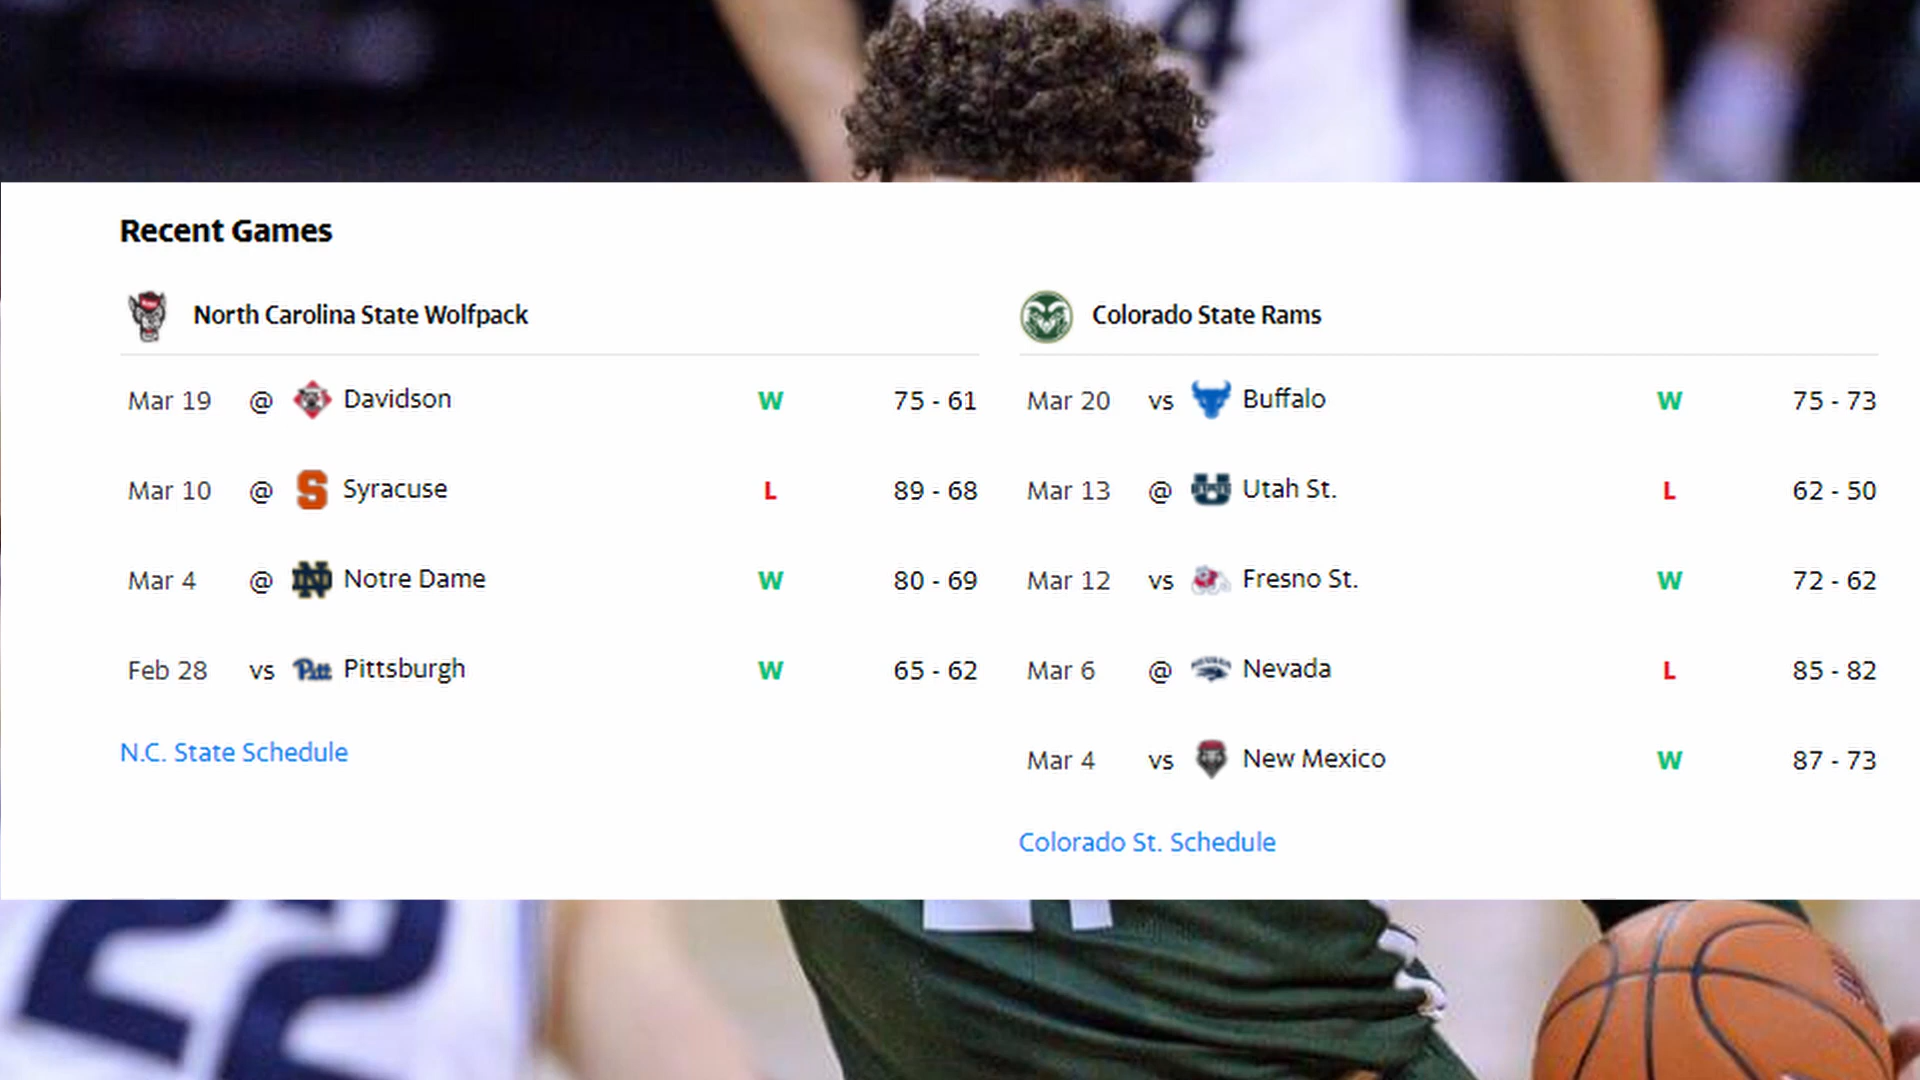 Recent Games
North Carolina State Wolfpack
Mar 19 @ Davidson W 75 - 61
Mar 10 @ Syracuse L 89 - 68
Mar 4 @ Notre Dame W 80 - 69
Feb 28 vs Pittsburgh W 65 - 62
N.C. State Schedule
Colorado State Rams
Mar 20 vs Buffalo W 75 - 73
Mar 13 @ Utah St. L 62 - 50
Mar 12 vs Fresno St. W 72 - 62
Mar 6 @ Nevada L 85 - 82
Mar 4 vs New Mexico W 87 - 73
Colorado St. Schedule
22